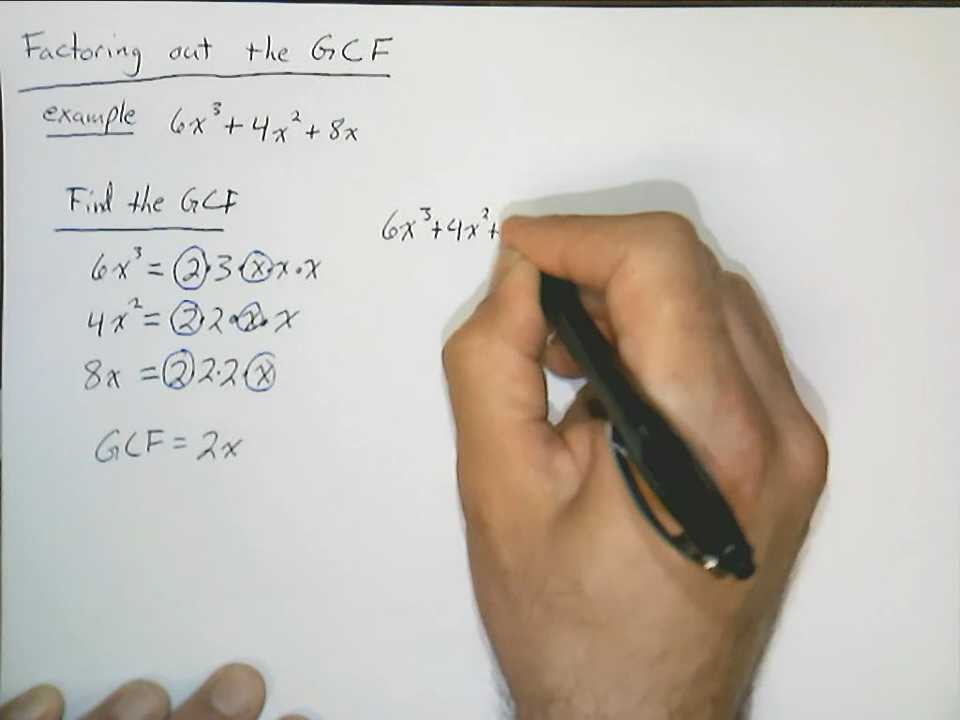 Factoring out the GCF
example 6x³ + 4x² + 8x
Find the GCF
6x³ = 2·3·x·x·x
4x² = 2·2·x·x
8x = 2 2·2 x
GCF = 2x
6x³+4x²+